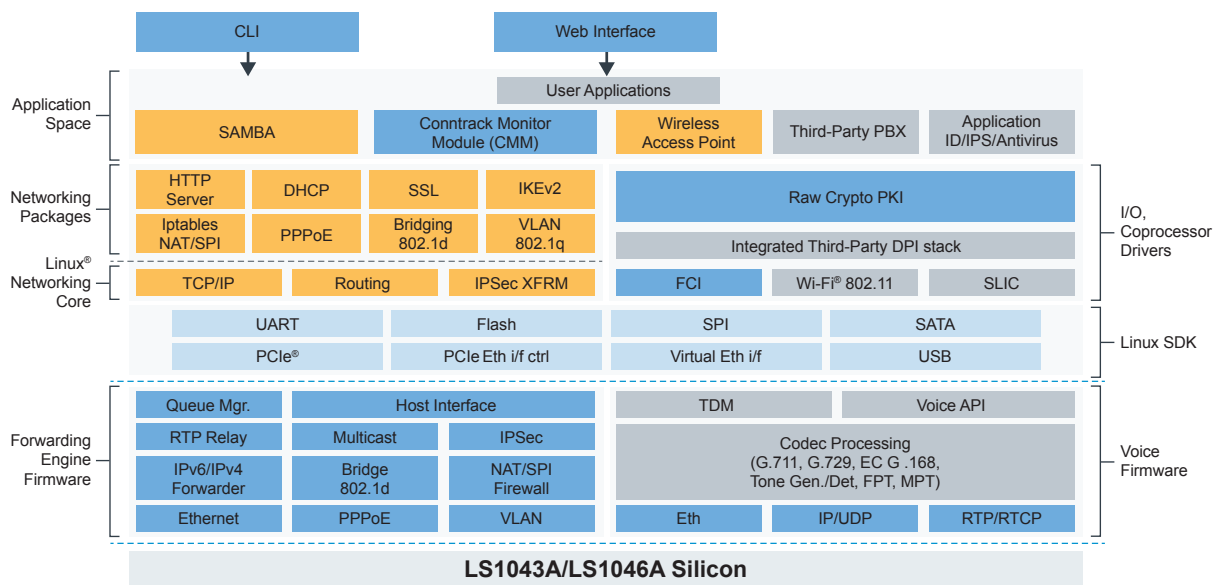 CLI
Web Interface
Application
Space
User Applications
SAMBA
Conntrack Monitor
Module (CMM)
Wireless
Access Point
Third-Party PBX
Application
ID/IPS/Antivirus
Networking
Packages
HTTP
Server
DHCP
SSL
IKEv2
Iptables
NAT/SPI
PPPoE
Bridging
802.1d
VLAN
802.1q
Raw Crypto PKI
Integrated Third-Party DPI stack
I/O,
Coprocessor
Drivers
Linux®
Networking
Core
TCP/IP
Routing
IPSec XFRM
FCI
Wi-Fi® 802.11
SLIC
UART
Flash
SPI
SATA
PCIe®
PCIe Eth i/f ctrl
Virtual Eth i/f
USB
Linux SDK
Forwarding
Engine
Firmware
Queue Mgr.
Host Interface
RTP Relay
Multicast
IPSec
IPv6/IPv4
Forwarder
Bridge
802.1d
NAT/SPI
Firewall
Ethernet
PPPoE
VLAN
TDM
Voice API
Codec Processing
(G.711, G.729, EC G .168,
Tone Gen./Det, FPT, MPT)
Eth
IP/UDP
RTP/RTCP
Voice
Firmware
LS1043A/LS1046A Silicon